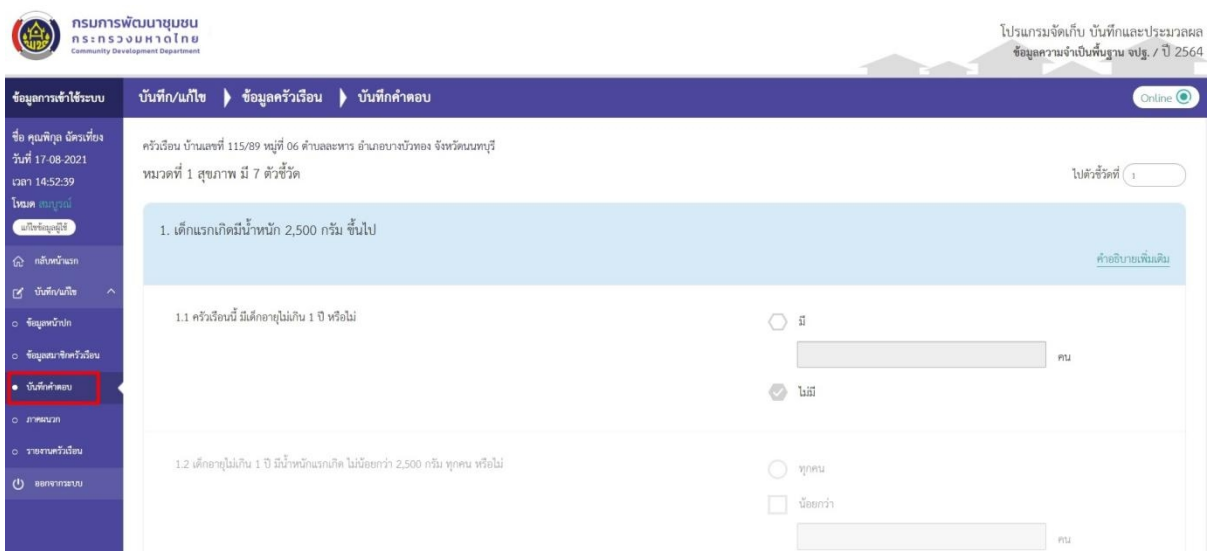 กรมการพัฒนาชุมชน
กระทรวงมหาดไทย
Community Development Department
โปรแกรมจัดเก็บ บันทึกและประมวลผล
ข้อมูลความจำเป็นพื้นฐาน จปฐ. / ปี 2564
ข้อมูลการเข้าใช้ระบบ
บันทึก/แก้ไข ข้อมูลครัวเรือน บันทึกคำตอบ
Online
ชื่อ คุณพิกุล ฉัตรเที่ยง
วันที่ 17-08-2021
เวลา 14:52:39
โหมด สมบูรณ์
แก้ไขข้อมูลผู้ใช้
กลับหน้าแรก
บันทึก/แก้ไข
ข้อมูลหน้าปก
ข้อมูลสมาชิกครัวเรือน
บันทึกคำตอบ
ภาคผนวก
รายงานครัวเรือน
ออกจากระบบ
ครัวเรือน บ้านเลขที่ 115/89 หมู่ที่ 06 ตำบลละหาร อำเภอบางบัวทอง จังหวัดนนทบุรี
หมวดที่ 1 สุขภาพ มี 7 ตัวชี้วัด
ไปตัวชี้วัดที่ 1
1. เด็กแรกเกิดมีน้ำหนัก 2,500 กรัม ขึ้นไป
คำอธิบายเพิ่มเติม
1.1 ครัวเรือนนี้ มีเด็กอายุไม่เกิน 1 ปี หรือไม่
มี
คน
ไม่มี
1.2 เด็กอายุไม่เกิน 1 ปี มีน้ำหนักแรกเกิด ไม่น้อยกว่า 2,500 กรัม ทุกคน หรือไม่
ทุกคน
น้อยกว่า
คน